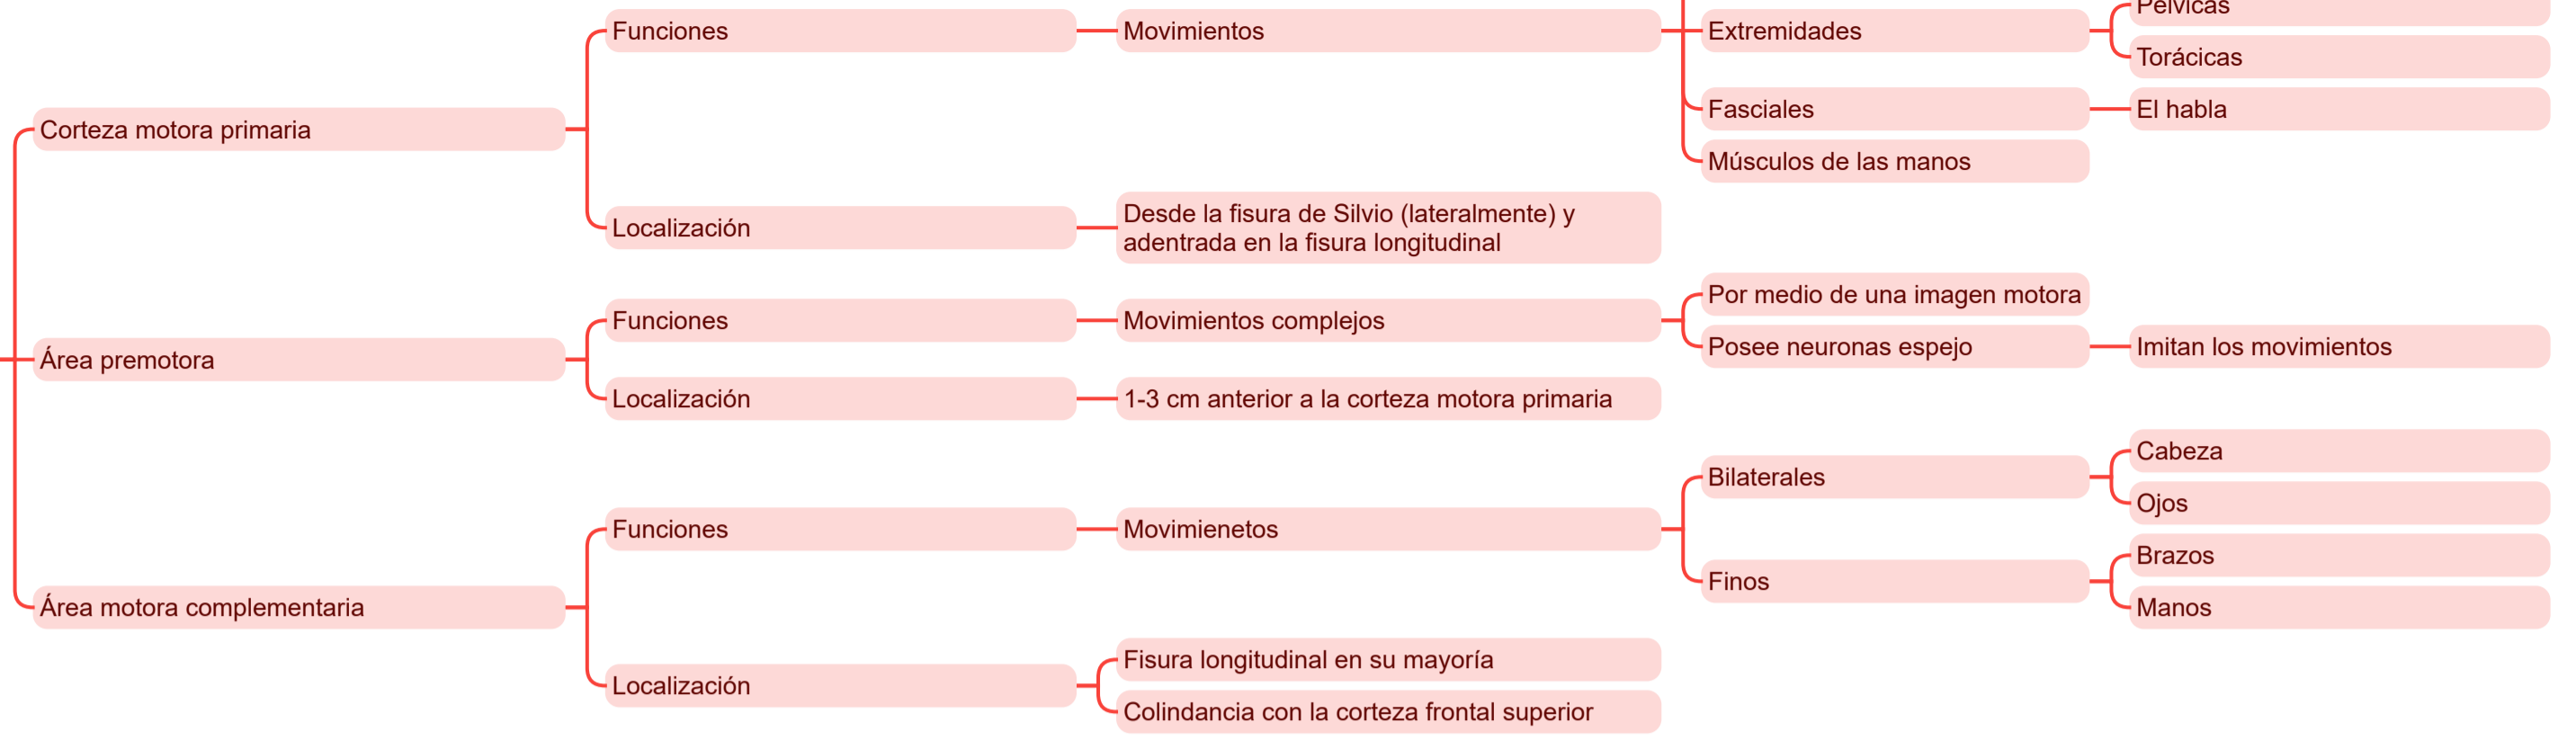 Corteza motora primaria
Funciones
Movimientos
Extremidades
Pélvicas
Torácicas
Fasciales
El habla
Músculos de las manos
Localización
Desde la fisura de Silvio (lateralmente) y
adentrada en la fisura longitudinal
Área premotora
Funciones
Movimientos complejos
Por medio de una imagen motora
Posee neuronas espejo
Imitan los movimientos
Localización
1-3 cm anterior a la corteza motora primaria
Área motora complementaria
Funciones
Movimienetos
Bilaterales
Cabeza
Ojos
Finos
Brazos
Manos
Localización
Fisura longitudinal en su mayoría
Colindancia con la corteza frontal superior